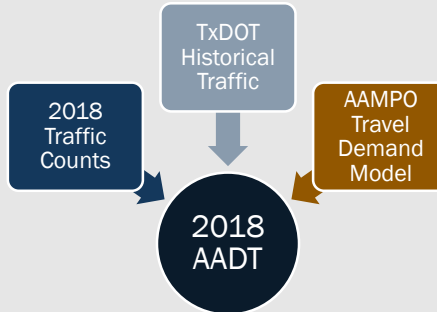 TxDOT
Historical
Traffic
2018
Traffic
Counts
AAMPO
Travel
Demand
Model
2018
AADT